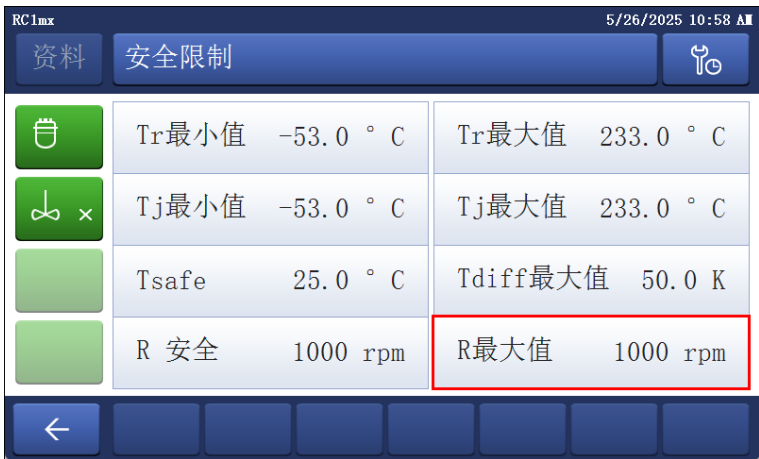 RC1mx 5/26/2025 10:58 AM
资料 安全限制
Tr最小值 -53.0 ° C Tr最大值 233.0 ° C
Tj最小值 -53.0 ° C Tj最大值 233.0 ° C
Tsafe 25.0 ° C Tdiff最大值 50.0 K
R 安全 1000 rpm R最大值 1000 rpm